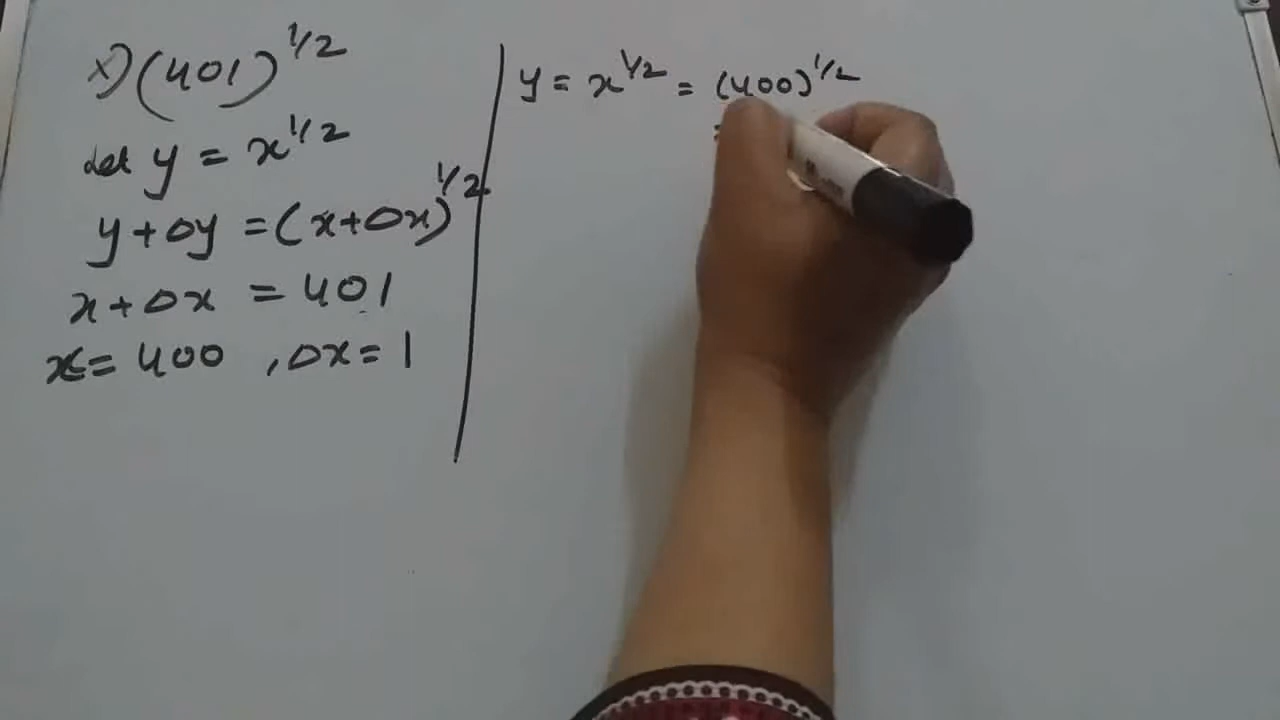 x) (401)^1/2
Let y = x^1/2
y + Δy = (x + Δx)^1/2
x + Δx = 401
x = 400 , Δx = 1
y = x^1/2 = (400)^1/2
=